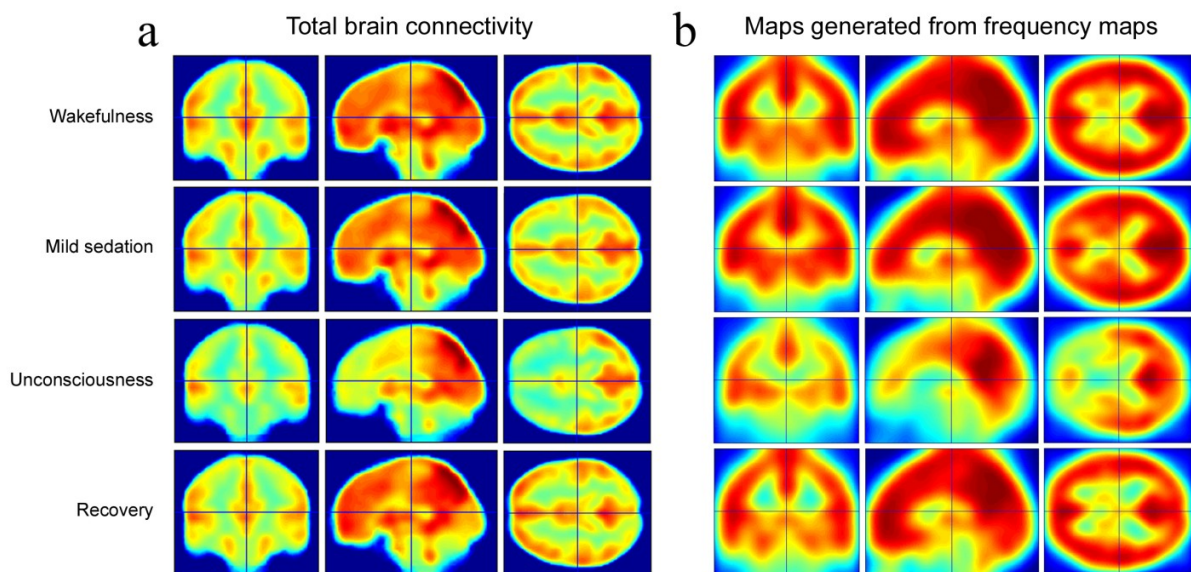 a
Total brain connectivity
b
Maps generated from frequency maps
Wakefulness
Mild sedation
Unconsciousness
Recovery